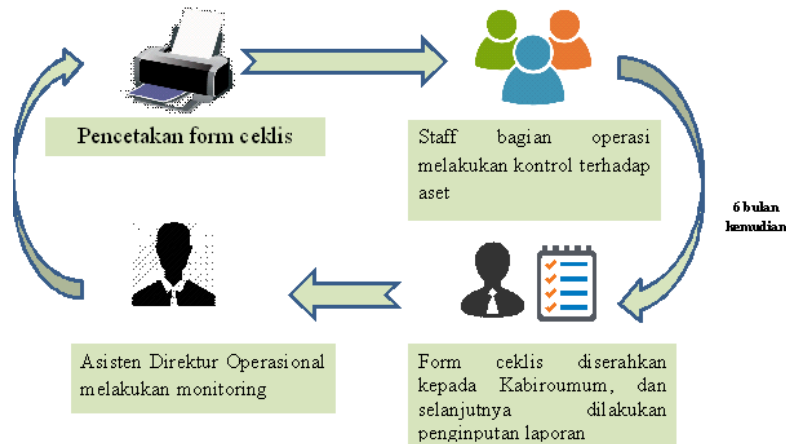 Pencetakan form ceklis
Staff bagian operasi
melakukan kontrol terhadap
aset
6 bulan
kemudian
Asisten Direktur Operasional
melakukan monitoring
Form ceklis diserahkan
kepada Kabiroumum, dan
selanjutnya dilakukan
penginputan laporan